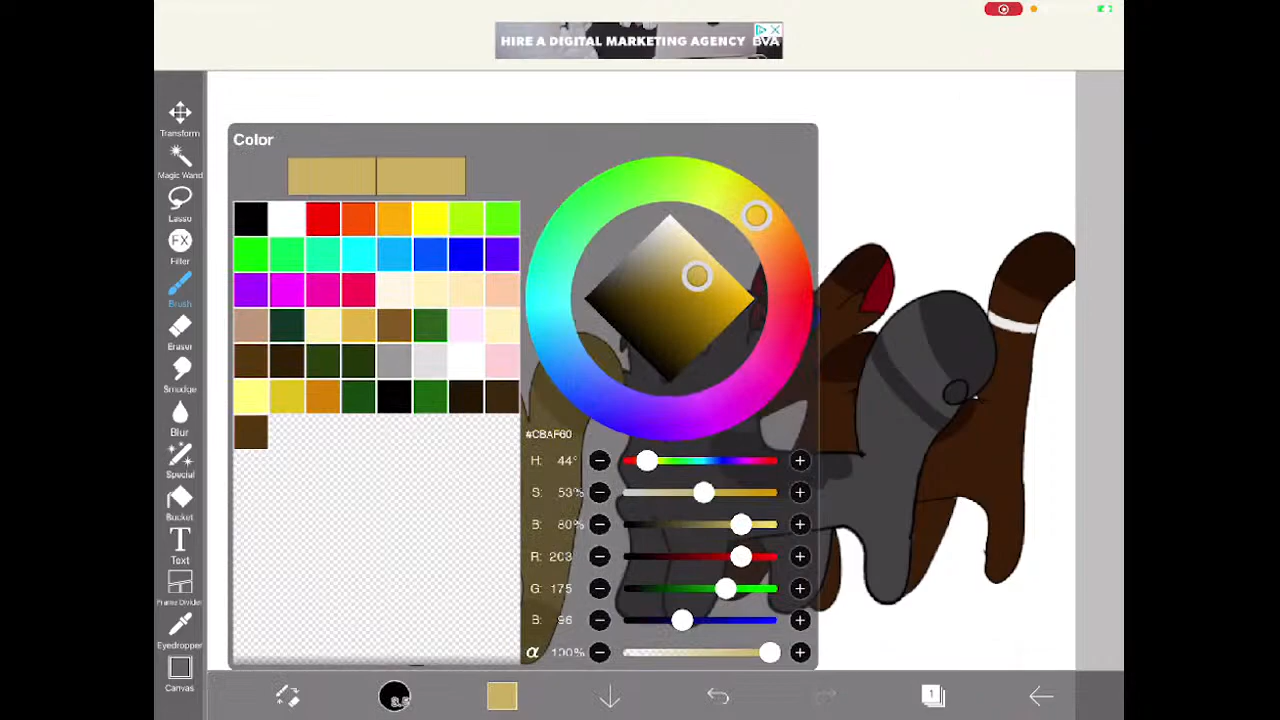 HIRE A DIGITAL MARKETING AGENCY BVA
Color
Transform
Magic Wand
Lasso
FX
Filter
Brush
Eraser
Smudge
Blur
Special
Bucket
T
Text
Frame Divider
Eyedropper
Canvas
#CBAF60
H: 44°
S: 53%
B: 80%
R: 203
G: 175
B: 96
α 100%
1